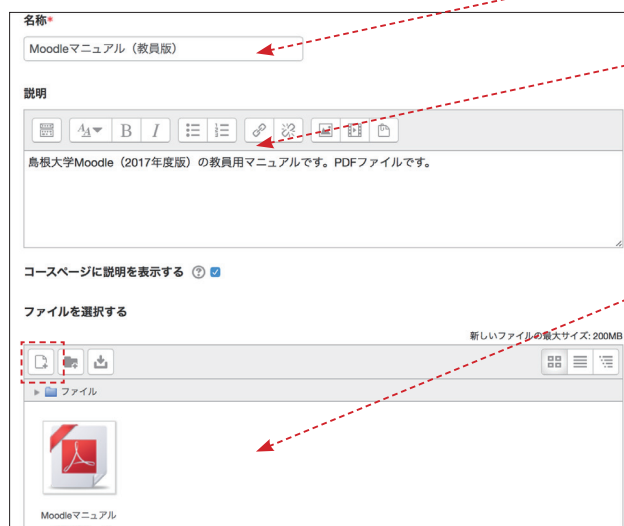 名称*
Moodleマニュアル（教員版）
説明
B I
島根大学Moodle（2017年度版）の教員用マニュアルです。PDFファイルです。
コースページに説明を表示する ?
ファイルを選択する
新しいファイルの最大サイズ: 200MB
ファイル
Moodleマニュアル